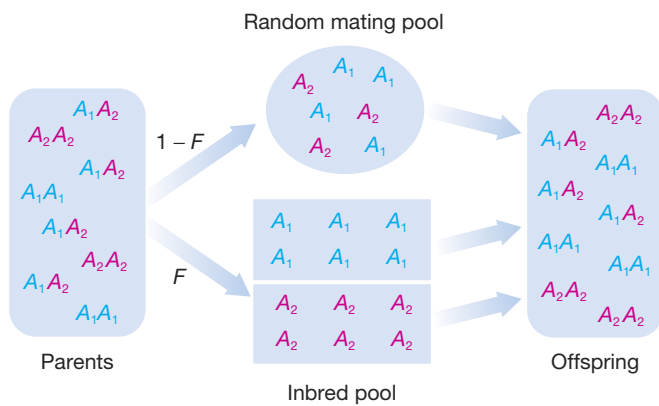 Random mating pool
A₁A₂
A₂A₂
A₁A₂
A₁A₁
A₁A₂
A₂A₂
A₁A₂
A₁A₁
Parents
1 – F
F
A₁
A₁
A₂
A₁
A₂
A₂
A₁
A₁ A₁ A₁
A₁ A₁ A₁
A₂ A₂ A₂
A₂ A₂ A₂
Inbred pool
A₂A₂
A₁A₂
A₁A₁
A₁A₂
A₁A₂
A₁A₁
A₁A₁
A₂A₂
A₂A₂
Offspring